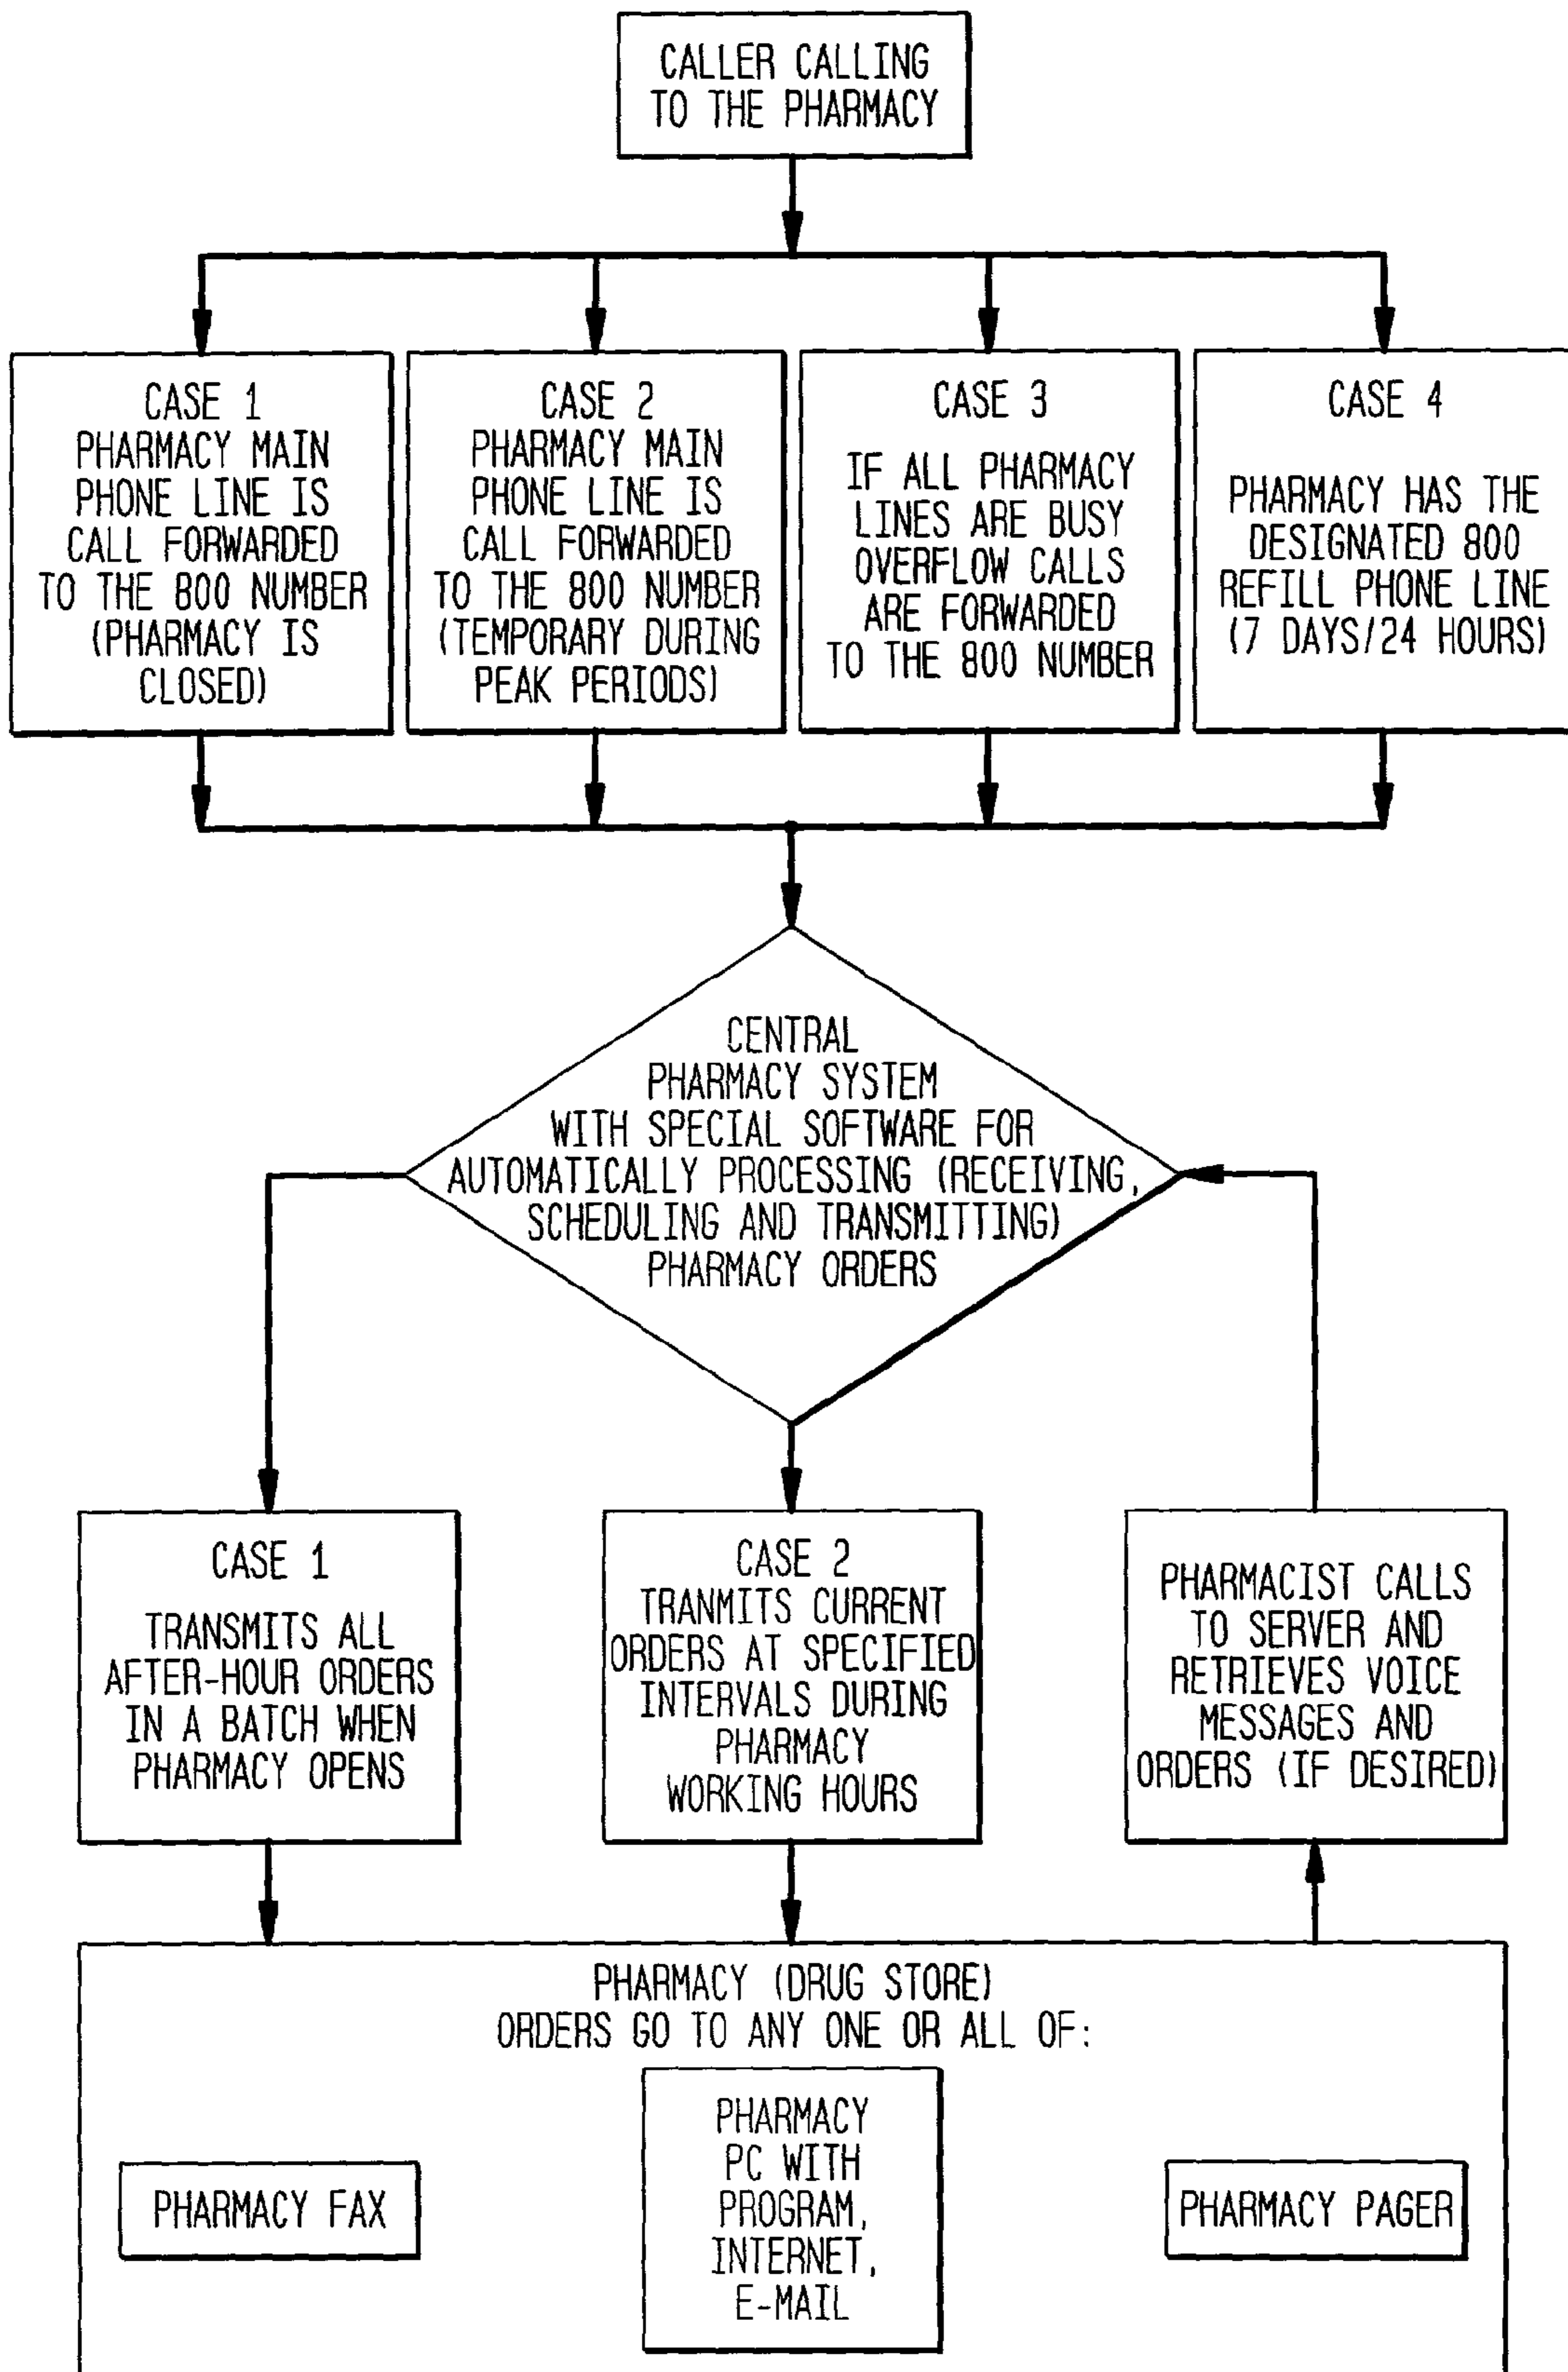 CALLER CALLING
TO THE PHARMACY
CASE 1
PHARMACY MAIN
PHONE LINE IS
CALL FORWARDED
TO THE 800 NUMBER
(PHARMACY IS
CLOSED)
CASE 2
PHARMACY MAIN
PHONE LINE IS
CALL FORWARDED
TO THE 800 NUMBER
(TEMPORARY DURING
PEAK PERIODS)
CASE 3
IF ALL PHARMACY
LINES ARE BUSY
OVERFLOW CALLS
ARE FORWARDED
TO THE 800 NUMBER
CASE 4
PHARMACY HAS THE
DESIGNATED 800
REFILL PHONE LINE
(7 DAYS/24 HOURS)
CENTRAL
PHARMACY SYSTEM
WITH SPECIAL SOFTWARE FOR
AUTOMATICALLY PROCESSING (RECEIVING,
SCHEDULING AND TRANSMITTING)
PHARMACY ORDERS
CASE 1
TRANSMITS ALL
AFTER-HOUR ORDERS
IN A BATCH WHEN
PHARMACY OPENS
CASE 2
TRANMITS CURRENT
ORDERS AT SPECIFIED
INTERVALS DURING
PHARMACY
WORKING HOURS
PHARMACIST CALLS
TO SERVER AND
RETRIEVES VOICE
MESSAGES AND
ORDERS (IF DESIRED)
PHARMACY (DRUG STORE)
ORDERS GO TO ANY ONE OR ALL OF:
PHARMACY FAX
PHARMACY
PC WITH
PROGRAM,
INTERNET,
E-MAIL
PHARMACY PAGER